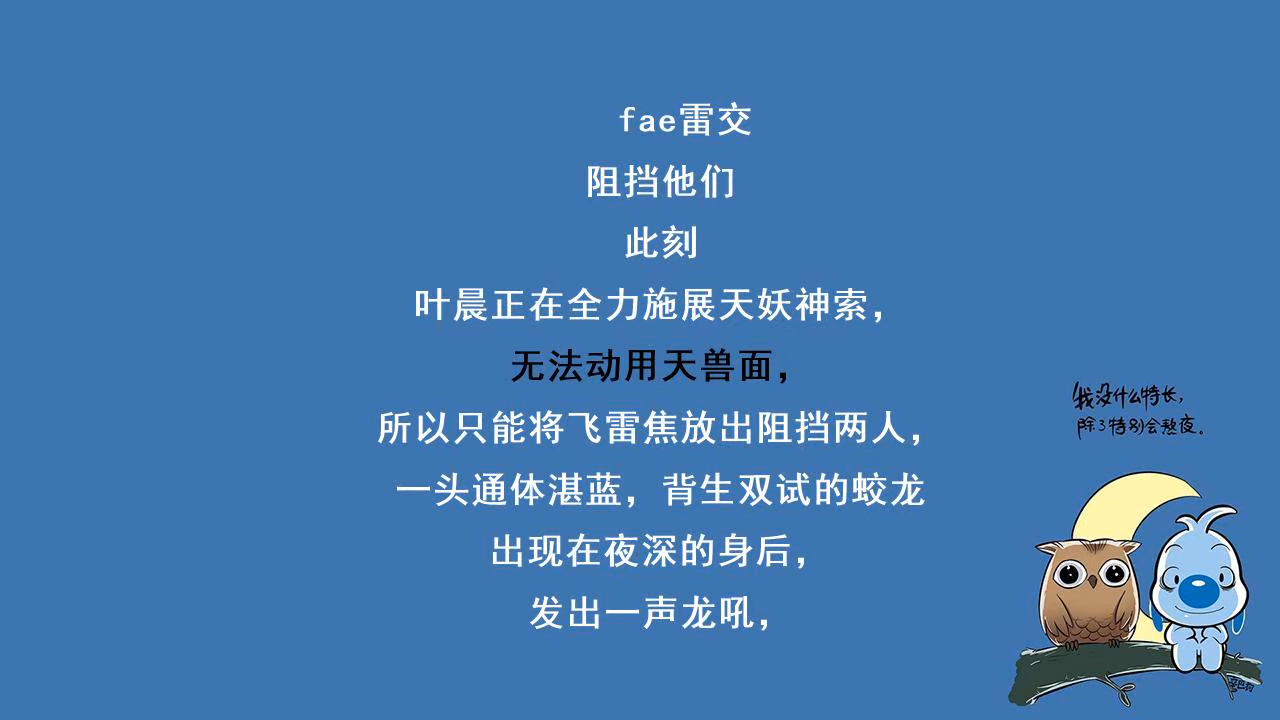 fae雷交
阻挡他们
此刻
叶晨正在全力施展天妖神索，
无法动用天兽面，
所以只能将飞雷焦放出阻挡两人，
一头通体湛蓝，背生双试的蛟龙
出现在夜深的身后，
发出一声龙吼，
我没什么特长，
除了特别会熬夜。